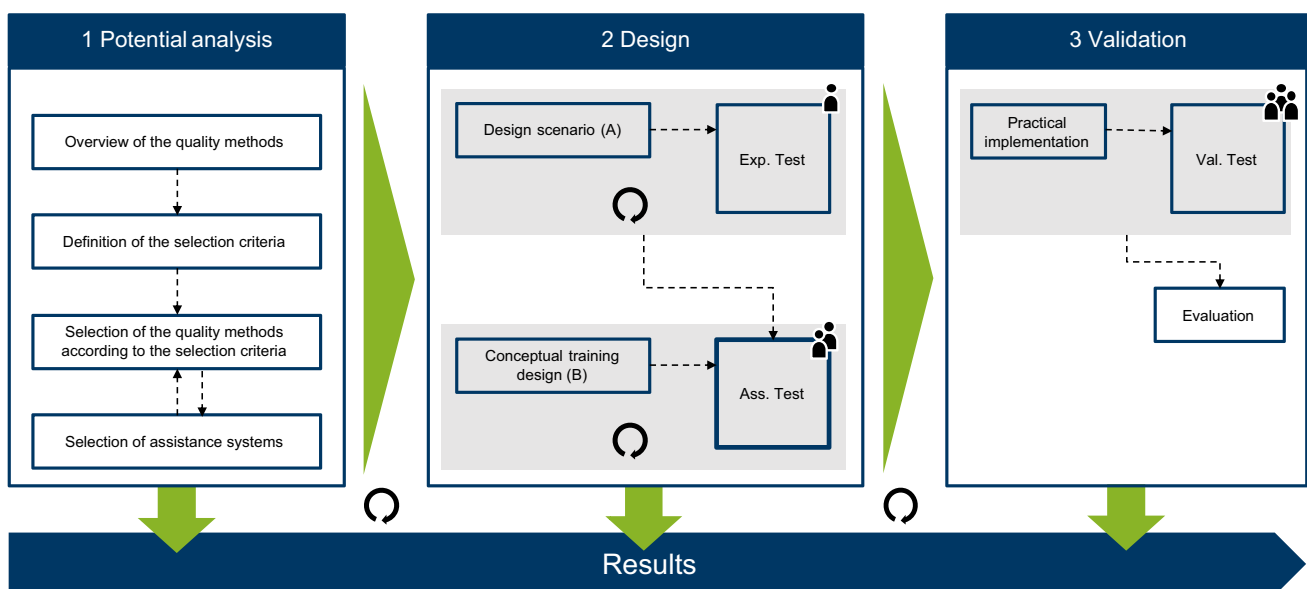 1 Potential analysis
Overview of the quality methods
Definition of the selection criteria
Selection of the quality methods
according to the selection criteria
Selection of assistance systems
2 Design
Design scenario (A)
Exp. Test
Conceptual training
design (B)
Ass. Test
3 Validation
Practical
implementation
Val. Test
Evaluation
Results